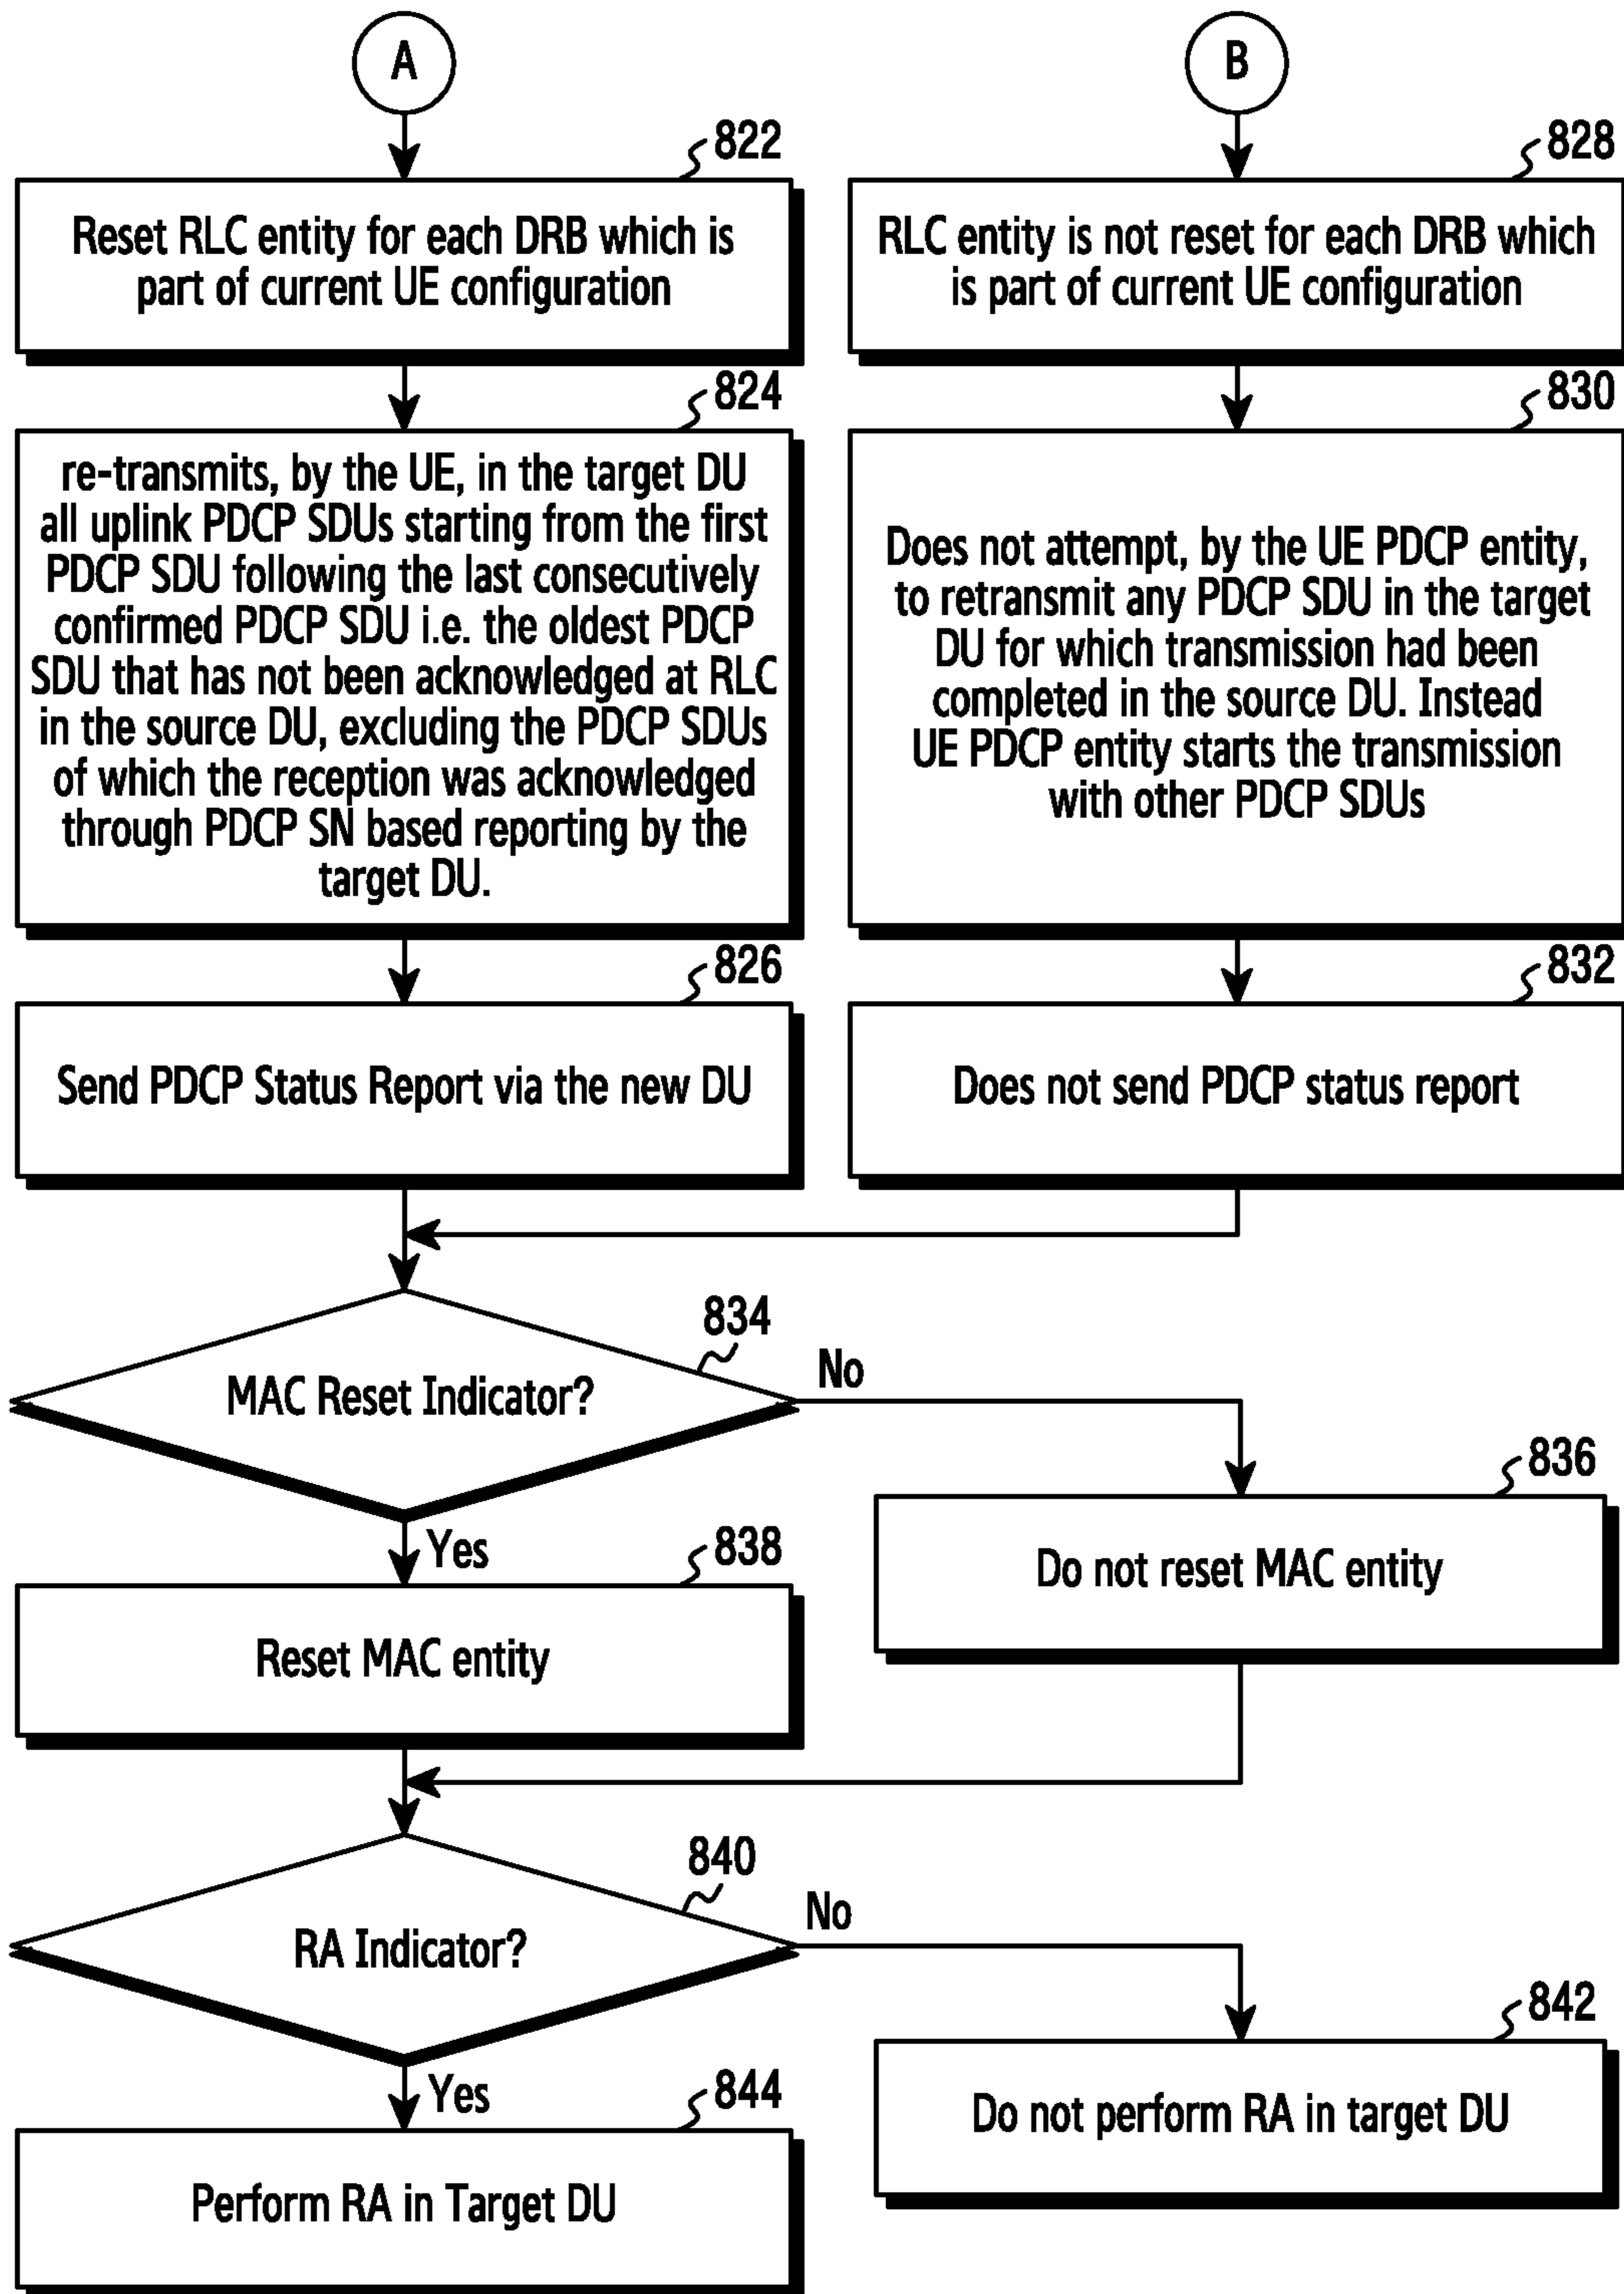 A
822
Reset RLC entity for each DRB which is
part of current UE configuration
824
re-transmits, by the UE, in the target DU
all uplink PDCP SDUs starting from the first
PDCP SDU following the last consecutively
confirmed PDCP SDU i.e. the oldest PDCP
SDU that has not been acknowledged at RLC
in the source DU, excluding the PDCP SDUs
of which the reception was acknowledged
through PDCP SN based reporting by the
target DU.
826
Send PDCP Status Report via the new DU
B
828
RLC entity is not reset for each DRB which
is part of current UE configuration
830
Does not attempt, by the UE PDCP entity,
to retransmit any PDCP SDU in the target
DU for which transmission had been
completed in the source DU. Instead
UE PDCP entity starts the transmission
with other PDCP SDUs
832
Does not send PDCP status report
834
MAC Reset Indicator?
No
836
Do not reset MAC entity
Yes
838
Reset MAC entity
840
RA Indicator?
No
842
Do not perform RA in target DU
Yes
844
Perform RA in Target DU